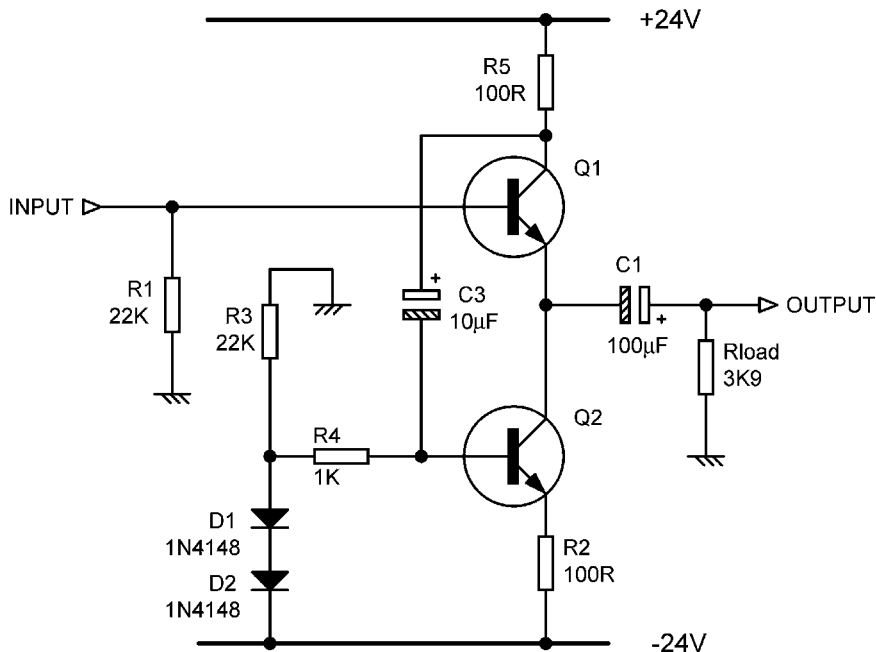 +24V
R5
100R
Q1
INPUT
R1
22K
R3
22K
+
C3
10µF
C1
+
100µF
OUTPUT
Rload
3K9
R4
1K
Q2
D1
1N4148
D2
1N4148
R2
100R
-24V